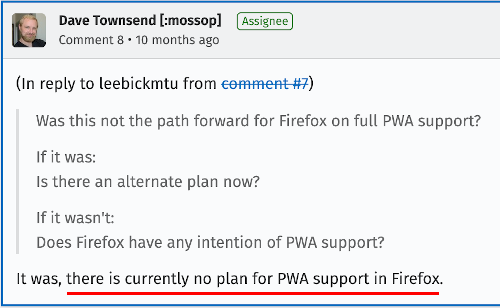 Dave Townsend [:mossop] Assignee
Comment 8 • 10 months ago
(In reply to leebickmtu from comment #7)
Was this not the path forward for Firefox on full PWA support?
If it was:
Is there an alternate plan now?
If it wasn't:
Does Firefox have any intention of PWA support?
It was, there is currently no plan for PWA support in Firefox.